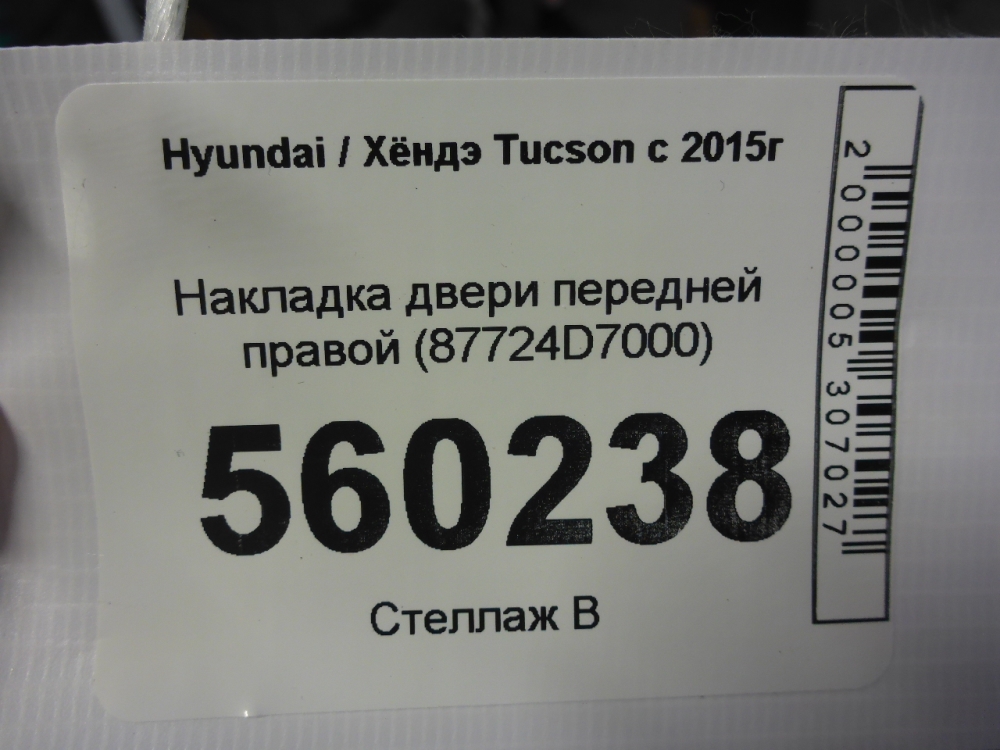 Hyundai / Хёндэ Tucson с 2015г
Накладка двери передней
правой (87724D7000)
560238
Стеллаж В
2000005307027